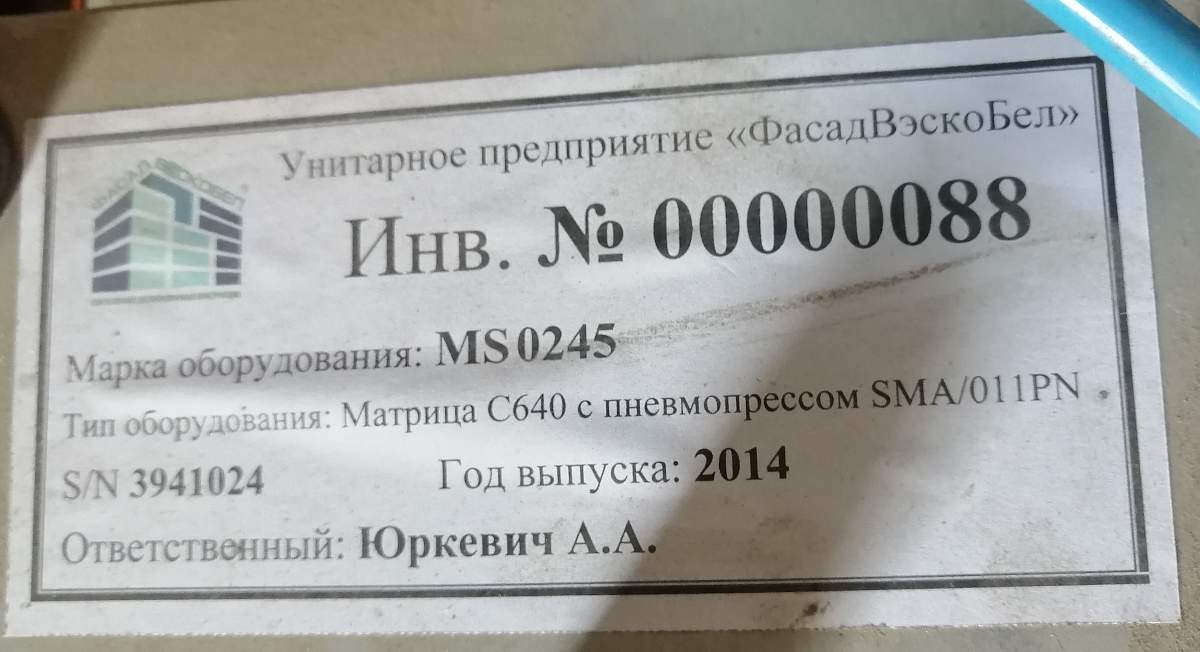 ФАСАДВЭСКОБЕЛ
Унитарное предприятие «ФасадВэскоБел»
Инв. № 00000088
Марка оборудования: MS 0245
Тип оборудования: Матрица C640 с пневмопрессом SMA/011PN
S/N 3941024 Год выпуска: 2014
Ответственный: Юркевич А.А.